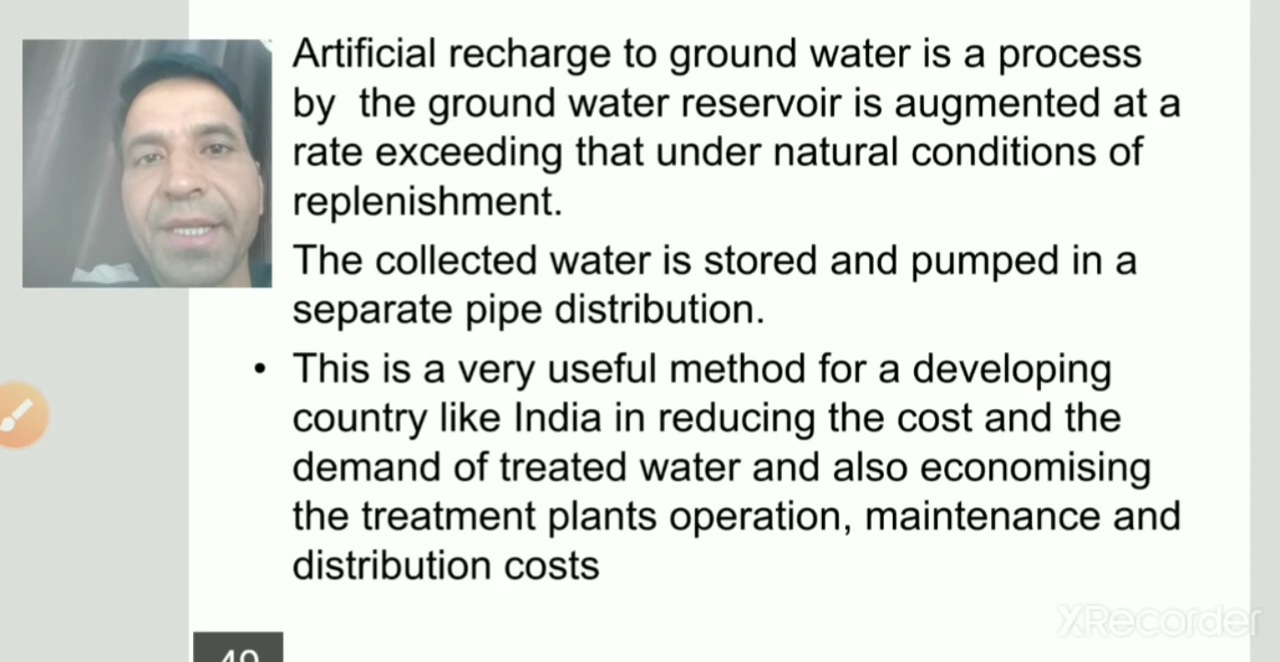 Artificial recharge to ground water is a process
by the ground water reservoir is augmented at a
rate exceeding that under natural conditions of
replenishment.
The collected water is stored and pumped in a
separate pipe distribution.
• This is a very useful method for a developing
country like India in reducing the cost and the
demand of treated water and also economising
the treatment plants operation, maintenance and
distribution costs
XRecorder